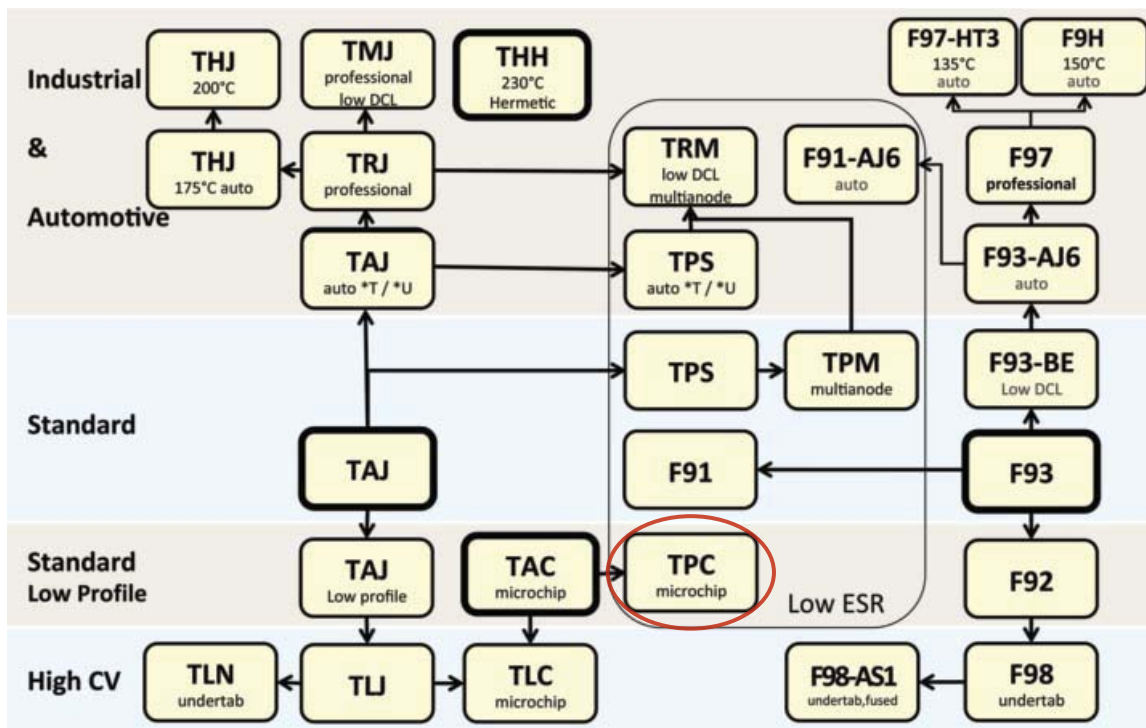 Industrial
&
Automotive
THJ
200°C
TMJ
professional
low DCL
THH
230°C
Hermetic
F97-HT3
135°C
auto
F9H
150°C
auto
THJ
175°C auto
TRJ
professional
TRM
low DCL
multianode
F91-AJ6
auto
F97
professional
TAJ
auto *T / *U
TPS
auto *T / *U
F93-AJ6
auto
Standard
TPS
TPM
multianode
F93-BE
Low DCL
TAJ
F91
F93
Standard
Low Profile
TAJ
Low profile
TAC
microchip
TPC
microchip
Low ESR
F92
High CV
TLN
undertab
TLJ
TLC
microchip
F98-AS1
undertab,fused
F98
undertab